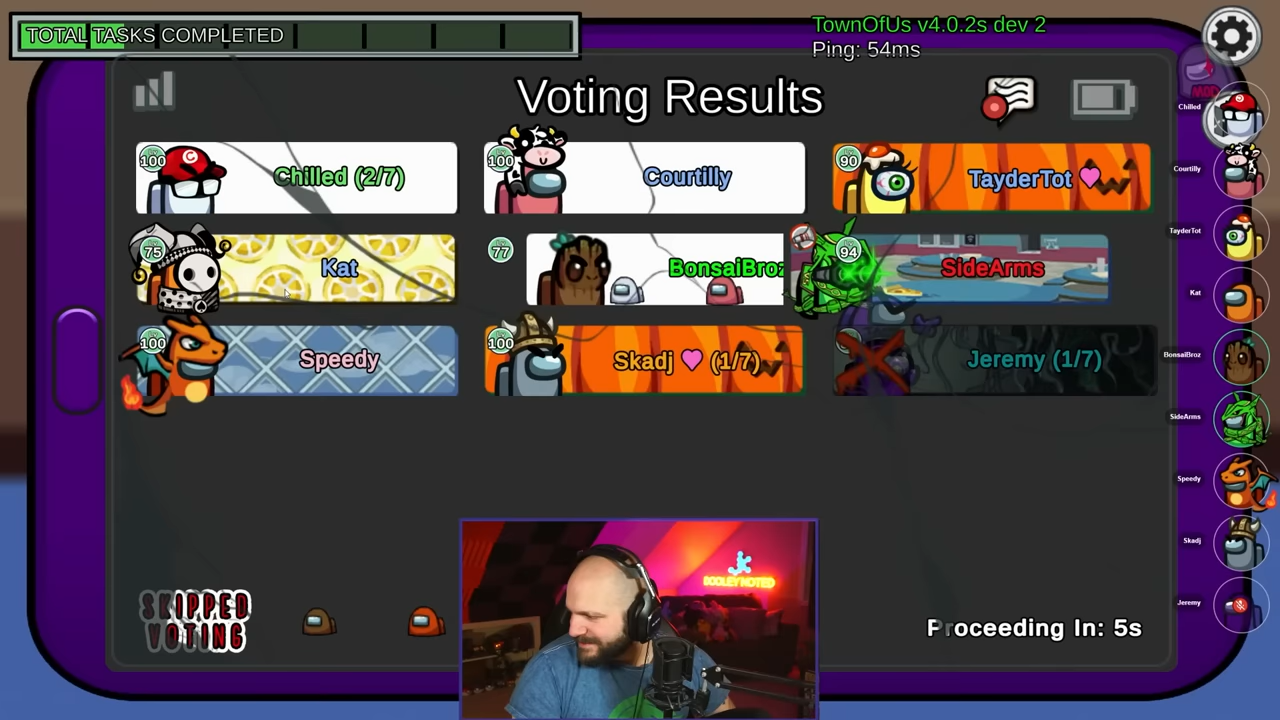 TOTAL TASKS COMPLETED
TownOfUs v4.0.2s dev 2
Ping: 54ms
Voting Results
MOD
Chilled
100
Chilled (2/7)
100
Courtilly
90
TayderTot
Courtilly
TayderTot
75
Kat
77
BonsaiBroz
94
SideArms
Kat
BonsaiBroz
100
Speedy
100
Skadj (1/7)
Jeremy (1/7)
SideArms
Speedy
Skadj
Jeremy
SKIPPED
VOTING
Proceeding In: 5s